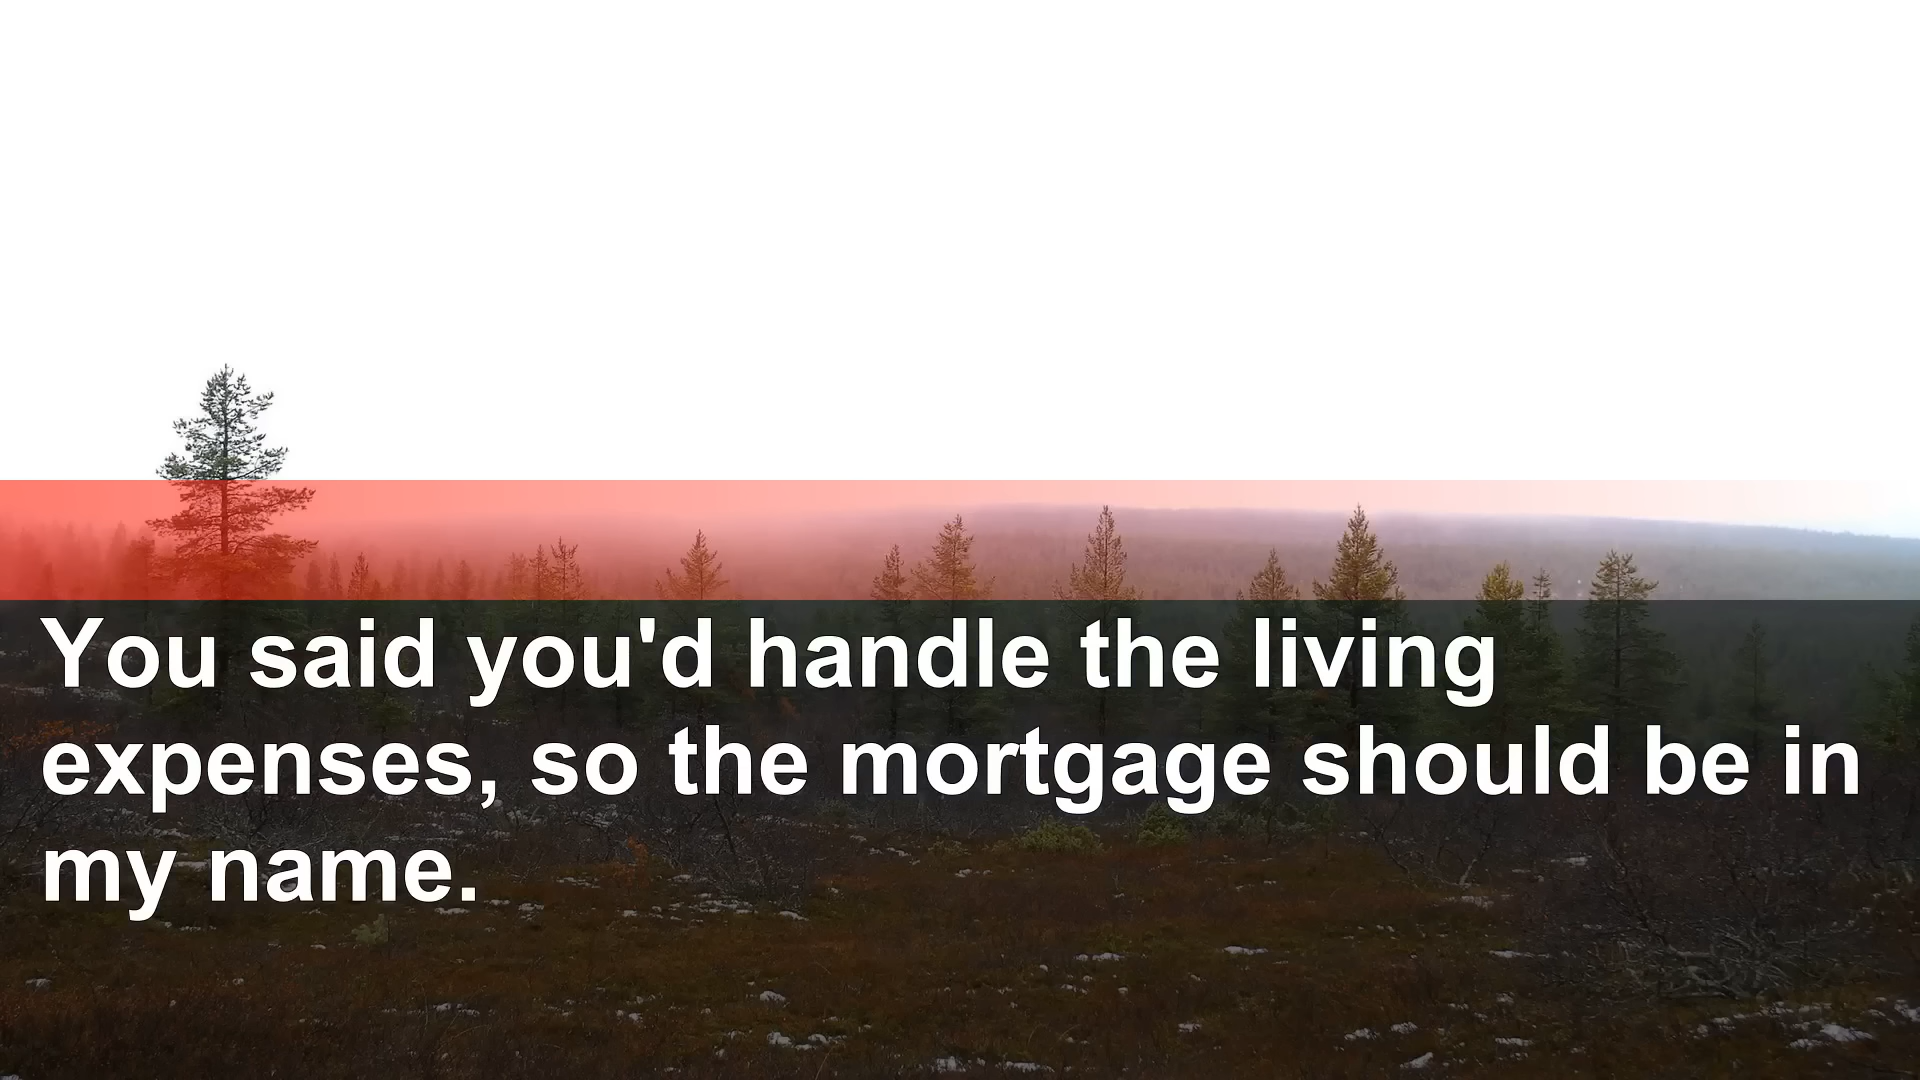 You said you'd handle the living
expenses, so the mortgage should be in
my name.